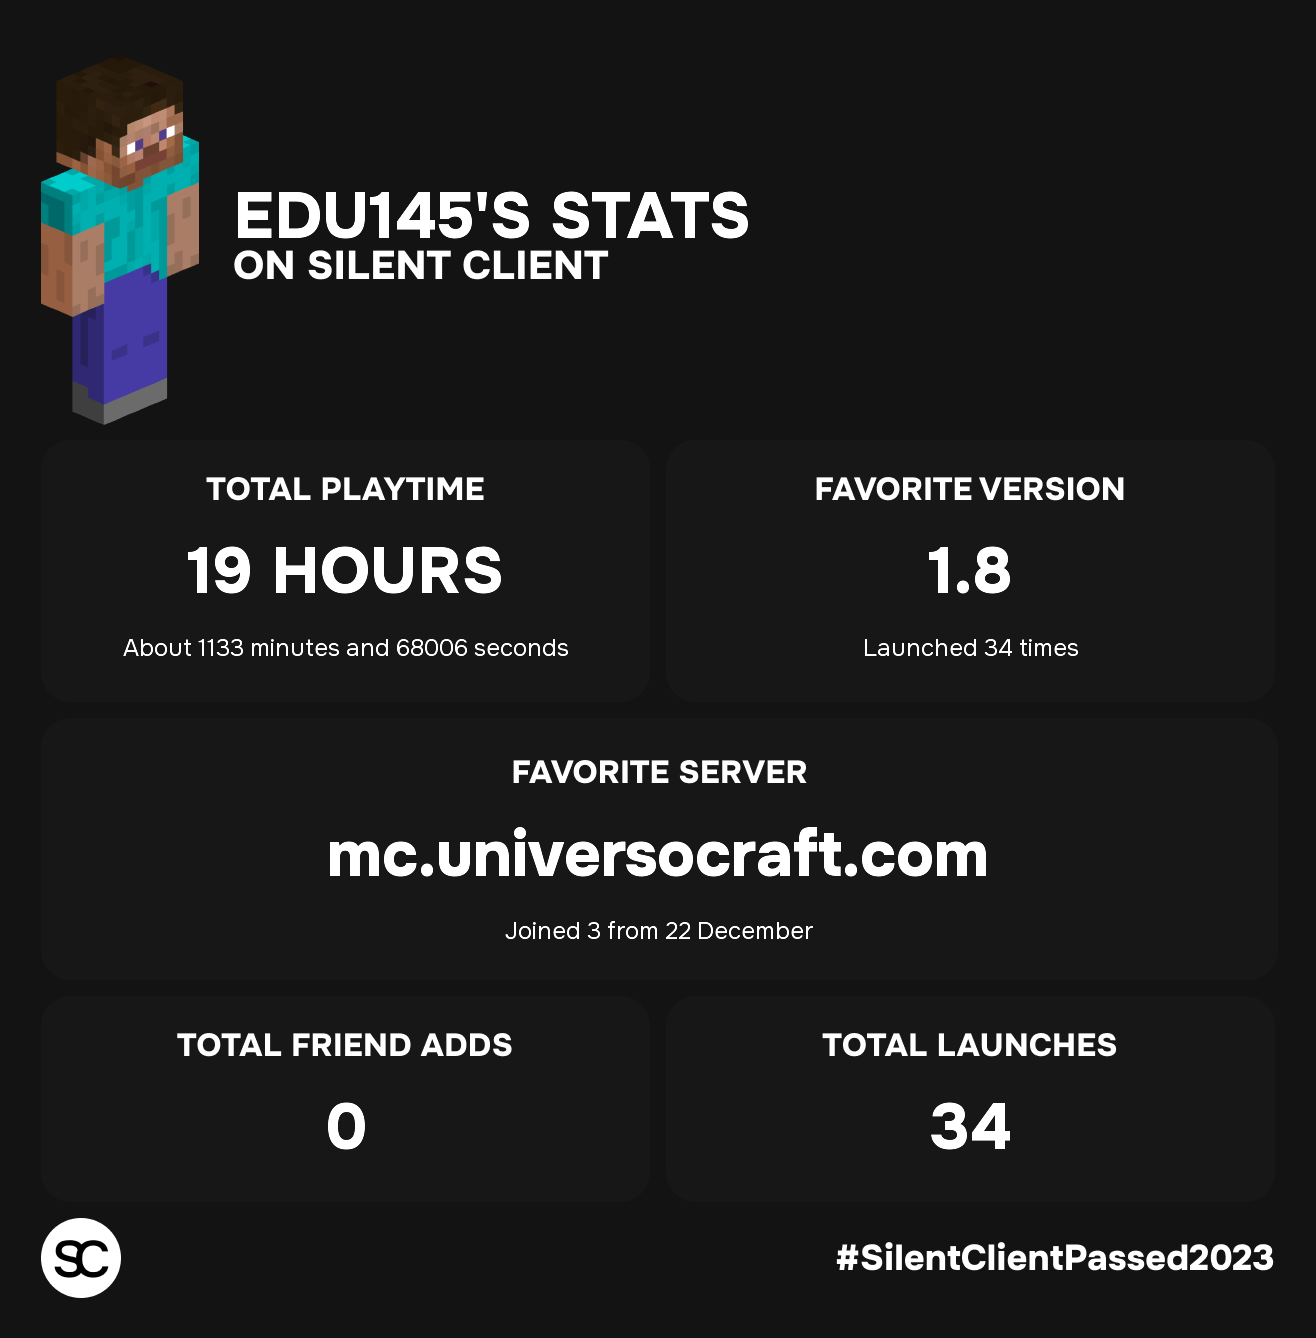 EDU145'S STATS
ON SILENT CLIENT
TOTAL PLAYTIME
19 HOURS
About 1133 minutes and 68006 seconds
FAVORITE VERSION
1.8
Launched 34 times
FAVORITE SERVER
mc.universocraft.com
Joined 3 from 22 December
TOTAL FRIEND ADDS
0
TOTAL LAUNCHES
34
SC
#SilentClientPassed2023